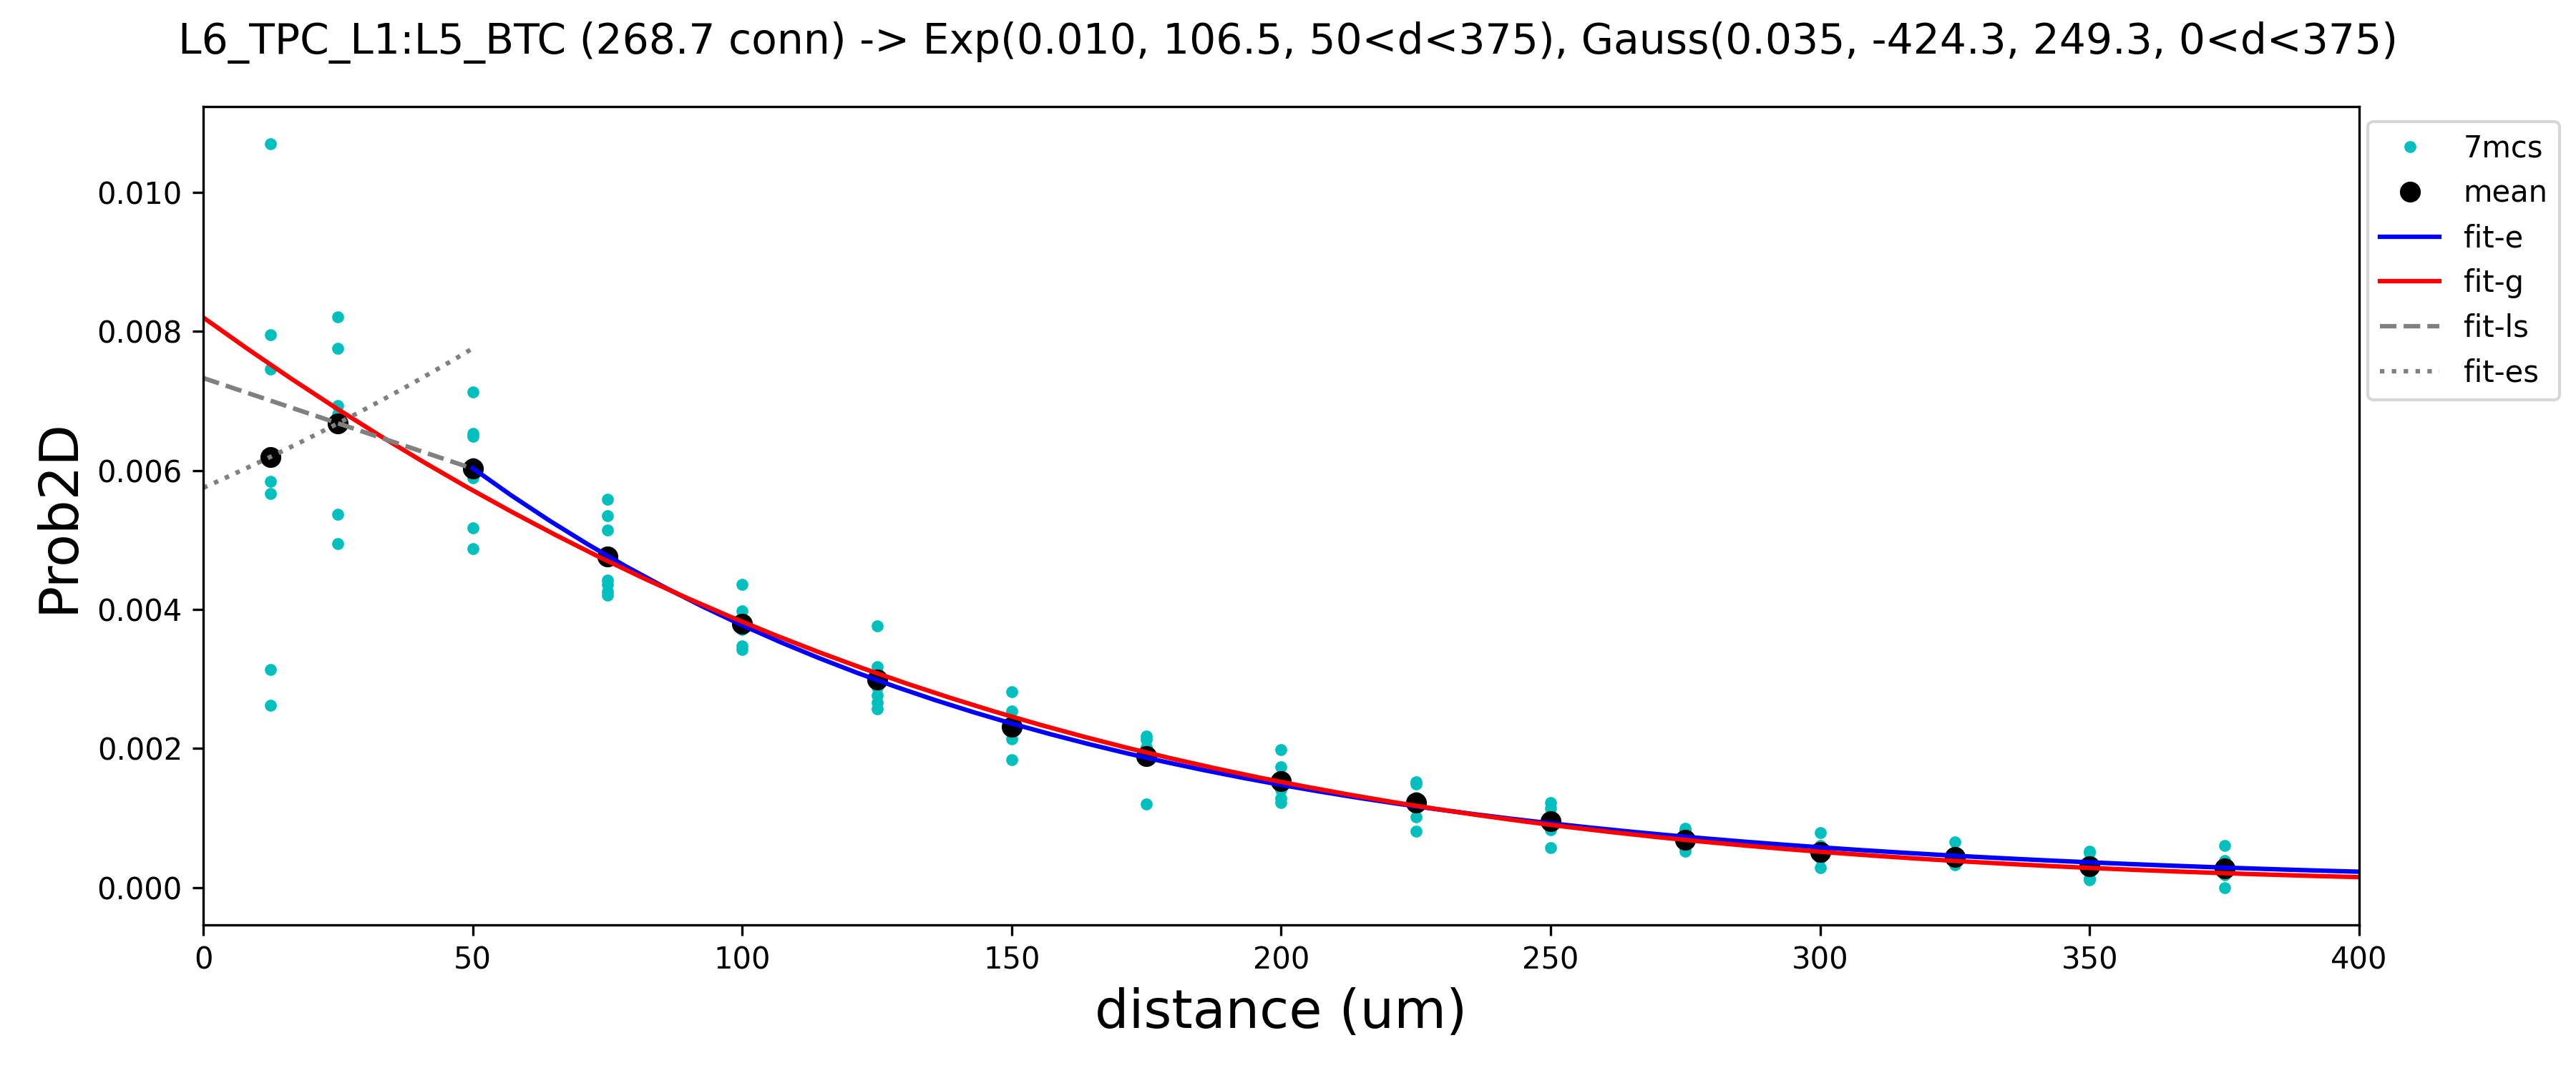 L6_TPC_L1:L5_BTC (268.7 conn) -> Exp(0.010, 106.5, 50<d<375), Gauss(0.035, -424.3, 249.3, 0<d<375)
7mcs
mean
fit-e
fit-g
fit-ls
fit-es
Prob2D
0.010
0.008
0.006
0.004
0.002
0.000
0 50 100 150 200 250 300 350 400
distance (um)